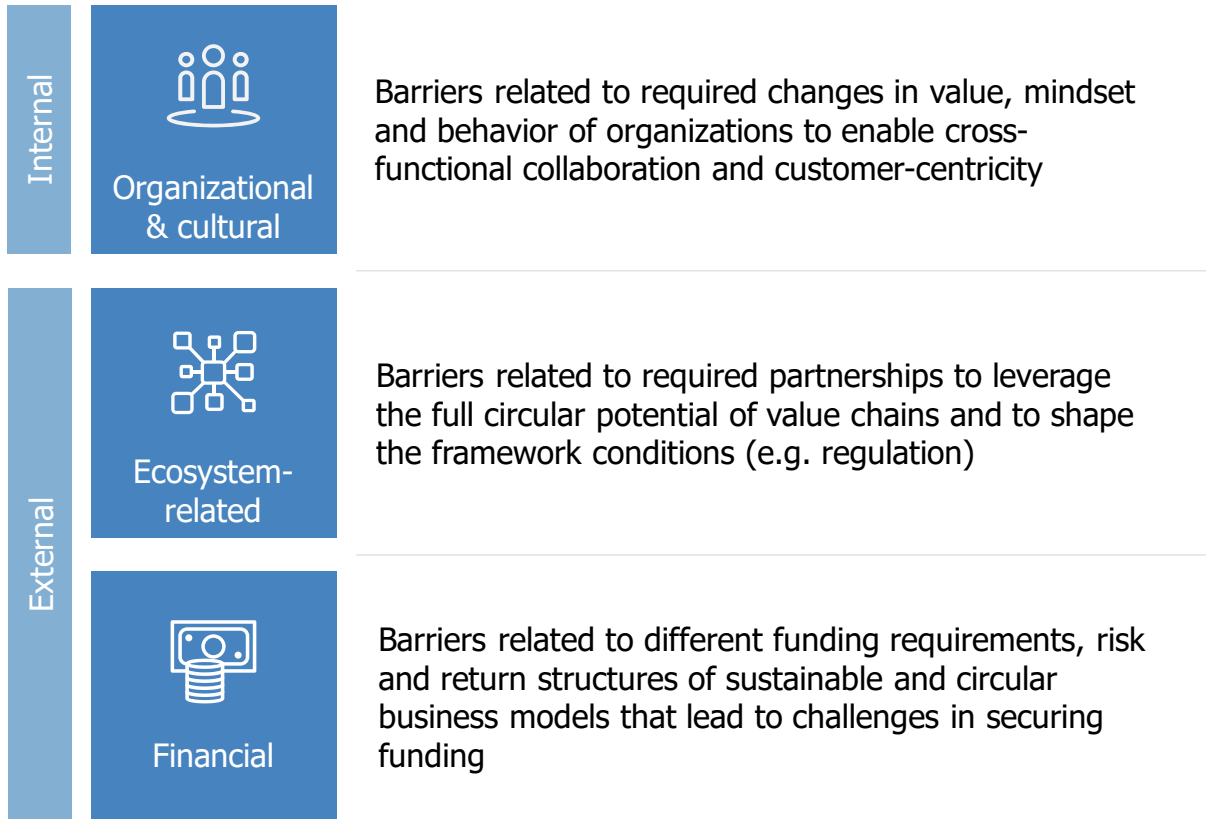 Internal
Organizational
& cultural
Barriers related to required changes in value, mindset
and behavior of organizations to enable cross-
functional collaboration and customer-centricity
External
Ecosystem-
related
Barriers related to required partnerships to leverage
the full circular potential of value chains and to shape
the framework conditions (e.g. regulation)
Financial
Barriers related to different funding requirements, risk
and return structures of sustainable and circular
business models that lead to challenges in securing
funding